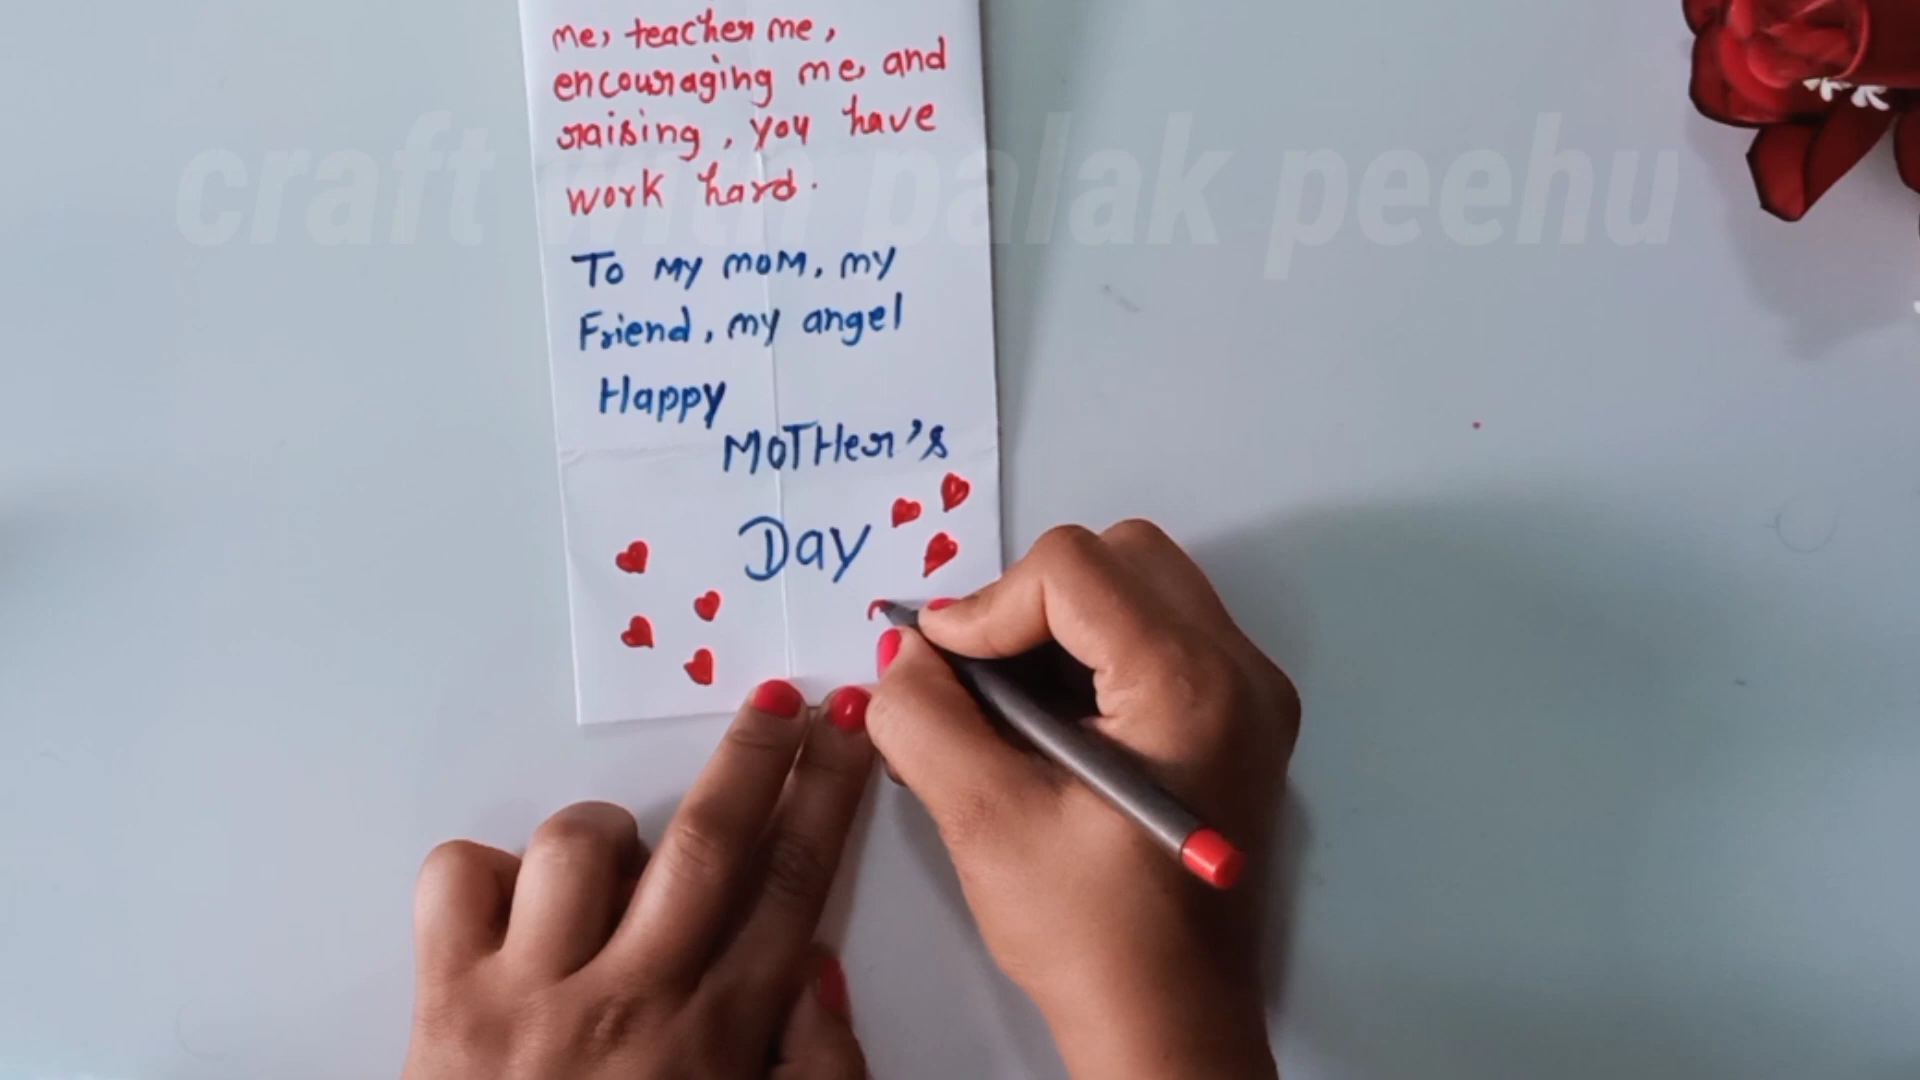 me, teacher me,
encouraging me, and
raising, you have
work hard.
To MY moM, my
Friend, my angel
Happy
MOTHer's
Day
craft with palak peehu